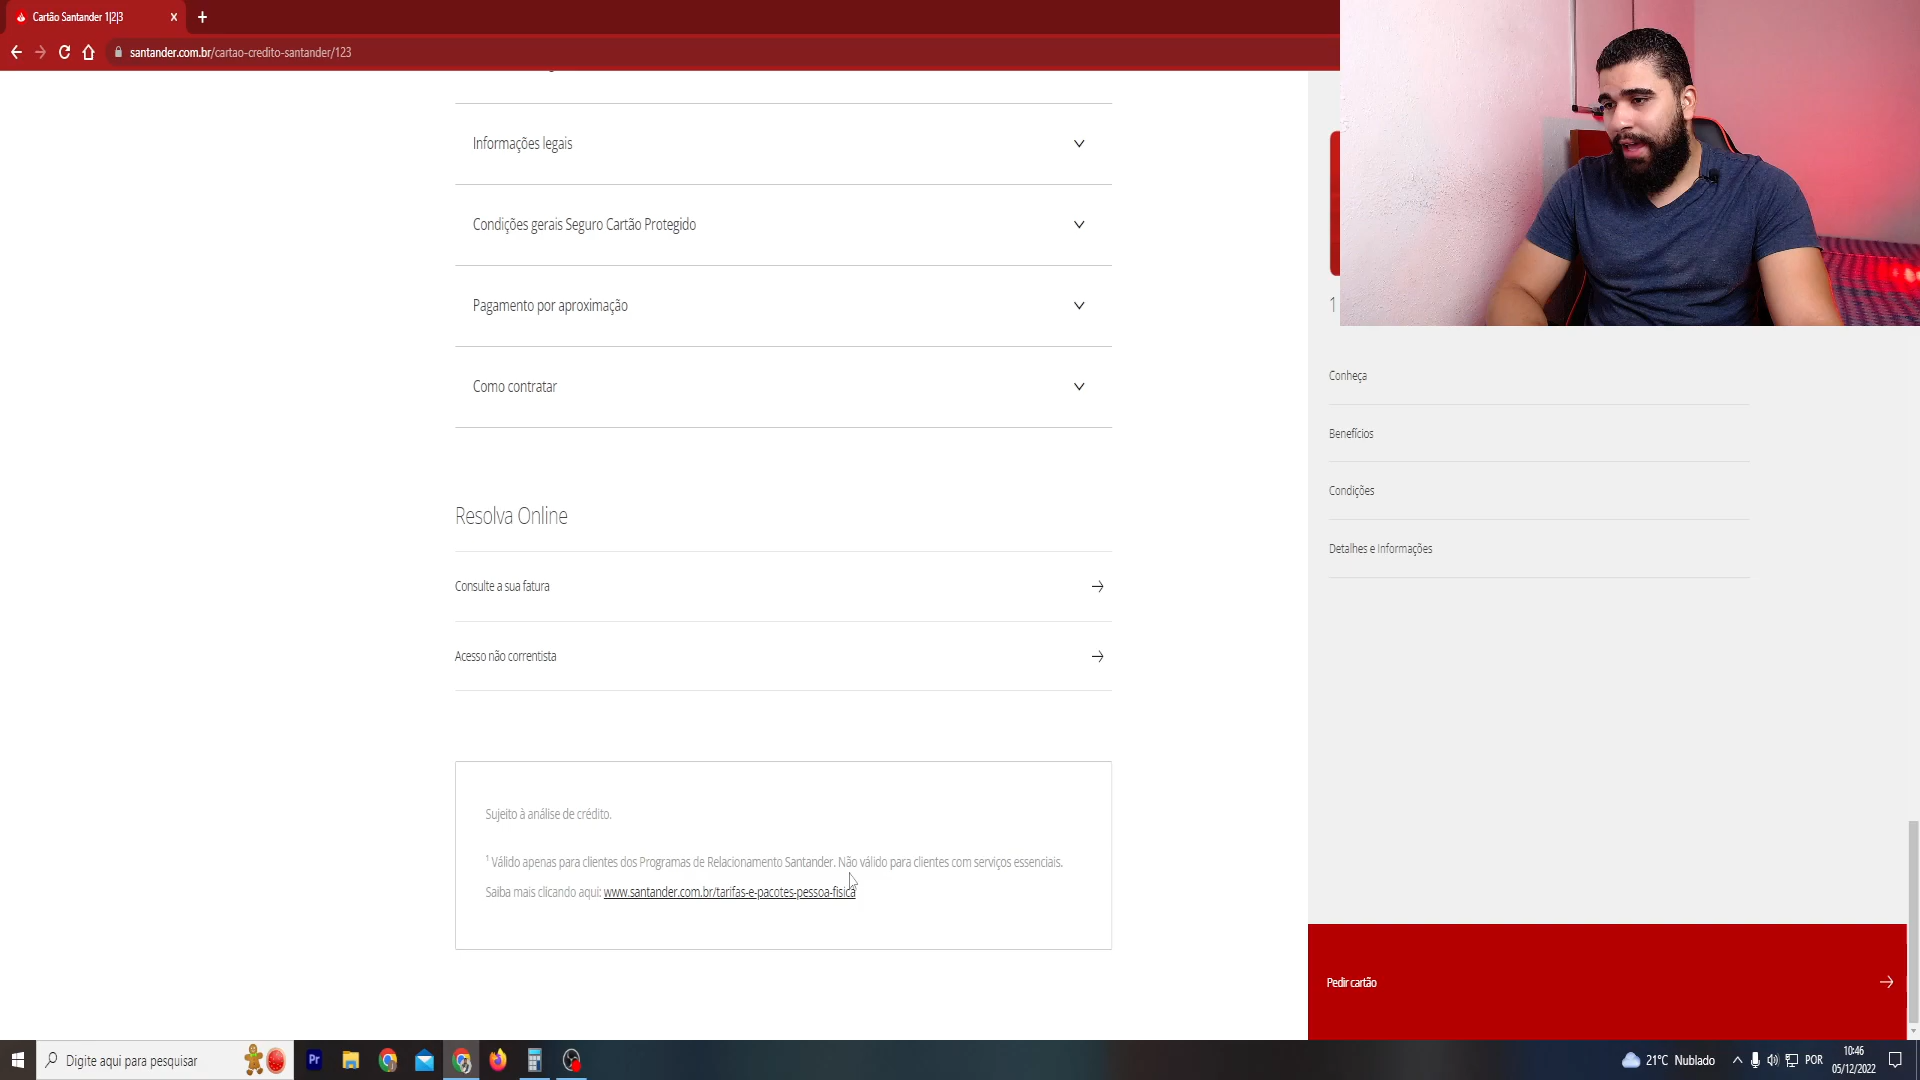 Cartão Santander 1|2|3
santander.com.br/cartao-credito-santander/123
Informações legais
Condições gerais Seguro Cartão Protegido
Pagamento por aproximação
Como contratar
Resolva Online
Consulte a sua fatura
Acesso não correntista
Sujeito à análise de crédito.
¹ Válido apenas para clientes dos Programas de Relacionamento Santander. Não válido para clientes com serviços essenciais.
Saiba mais clicando aqui: www.santander.com.br/tarifas-e-pacotes-pessoa-fisica
1
Conheça
Benefícios
Condições
Detalhes e Informações
Pedir cartão
Digite aqui para pesquisar
Pr
21°C Nublado
POR
10:46
05/12/2022